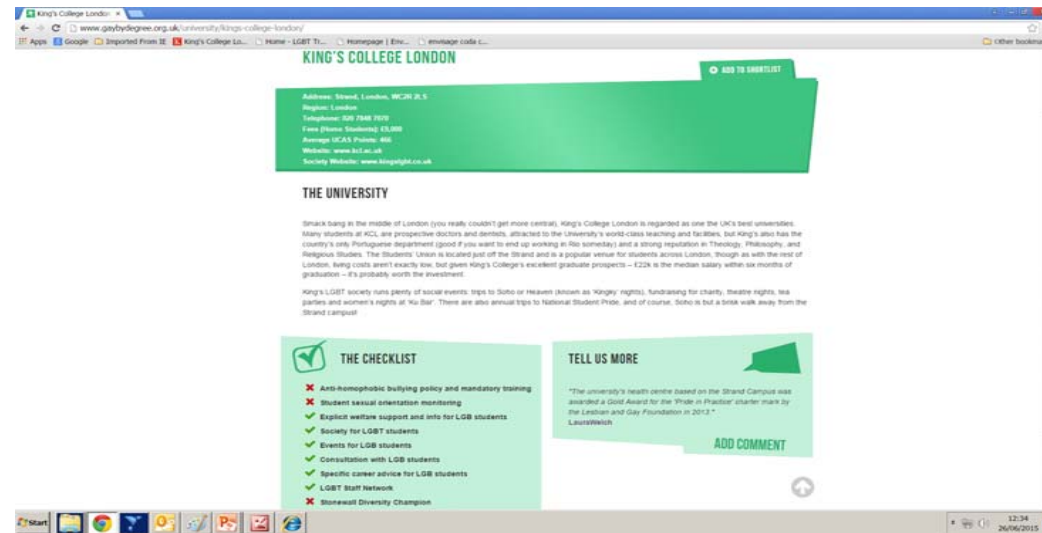 King's College London
www.gaybydegree.org.uk/university/kings-college-london/
Apps Google Imported From IE King's College Lo... Home - LGBT Tr... Homepage | Env... envisage coda c... Other bookma
KING'S COLLEGE LONDON
ADD TO SHORTLIST
Address: Strand, London, WC2R 2LS
Region: London
Telephone: 020 7848 7070
Fees (Home Students): £9,000
Average UCAS Points: 466
Website: www.kcl.ac.uk
Society Website: www.kingslgbt.co.uk
THE UNIVERSITY
Smack bang in the middle of London (you really couldn't get more central), King's College London is regarded as one the UK's best universities.
Many students at KCL are prospective doctors and dentists, attracted to the University's world-class teaching and facilities, but King's also has the
country's only Portuguese department (good if you want to end up working in Rio someday) and a strong reputation in Theology, Philosophy, and
Religious Studies. The Students' Union is located just off the Strand and is a popular venue for students across London, though as with the rest of
London, living costs aren't exactly low, but given King's College's excellent graduate prospects – £22k is the median salary within six months of
graduation – it's probably worth the investment.
King's LGBT society runs plenty of social events: trips to Soho or Heaven (known as 'Kingley' nights), fundraising for charity, theatre nights, tea
parties and women's nights at 'Ku Bar'. There are also annual trips to National Student Pride, and of course, Soho is but a brisk walk away from the
Strand campus!
THE CHECKLIST
Anti-homophobic bullying policy and mandatory training
Student sexual orientation monitoring
Explicit welfare support and info for LGB students
Society for LGBT students
Events for LGB students
Consultation with LGB students
Specific career advice for LGB students
LGBT Staff Network
Stonewall Diversity Champion
TELL US MORE
"The university's health centre based on the Strand Campus was
awarded a Gold Award for the 'Pride in Practice' charter mark by
the Lesbian and Gay Foundation in 2013."
LauraWelch
ADD COMMENT
Start
12:34
26/06/2015